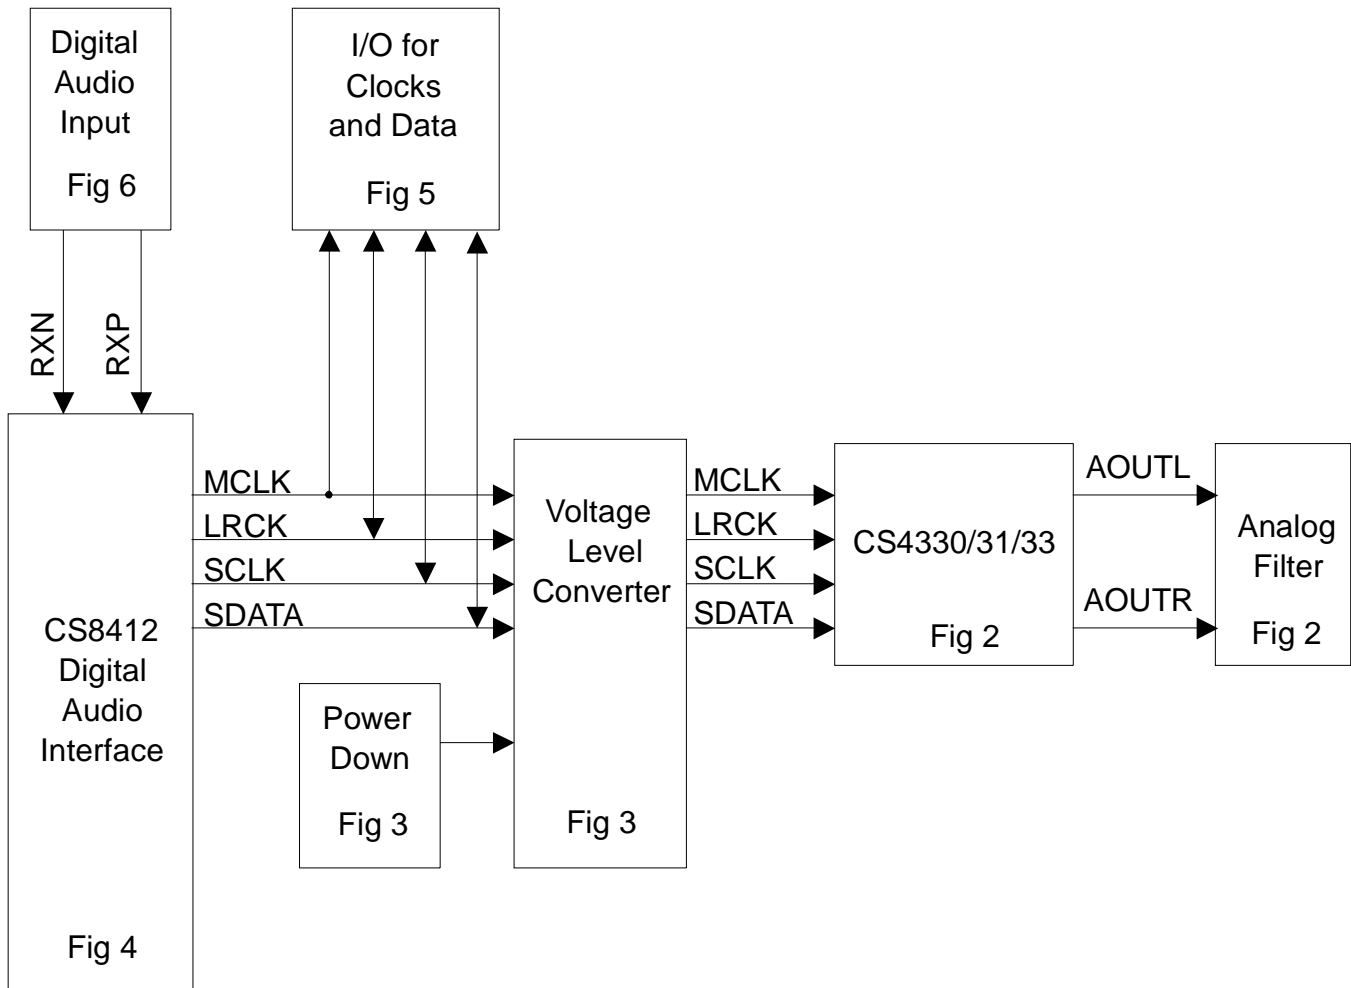 Digital
Audio
Input
Fig 6
I/O for
Clocks
and Data
Fig 5
RXN
RXP
CS8412
Digital
Audio
Interface
Fig 4
MCLK
LRCK
SCLK
SDATA
Power
Down
Fig 3
Voltage
Level
Converter
Fig 3
MCLK
LRCK
SCLK
SDATA
CS4330/31/33
Fig 2
AOUTL
AOUTR
Analog
Filter
Fig 2